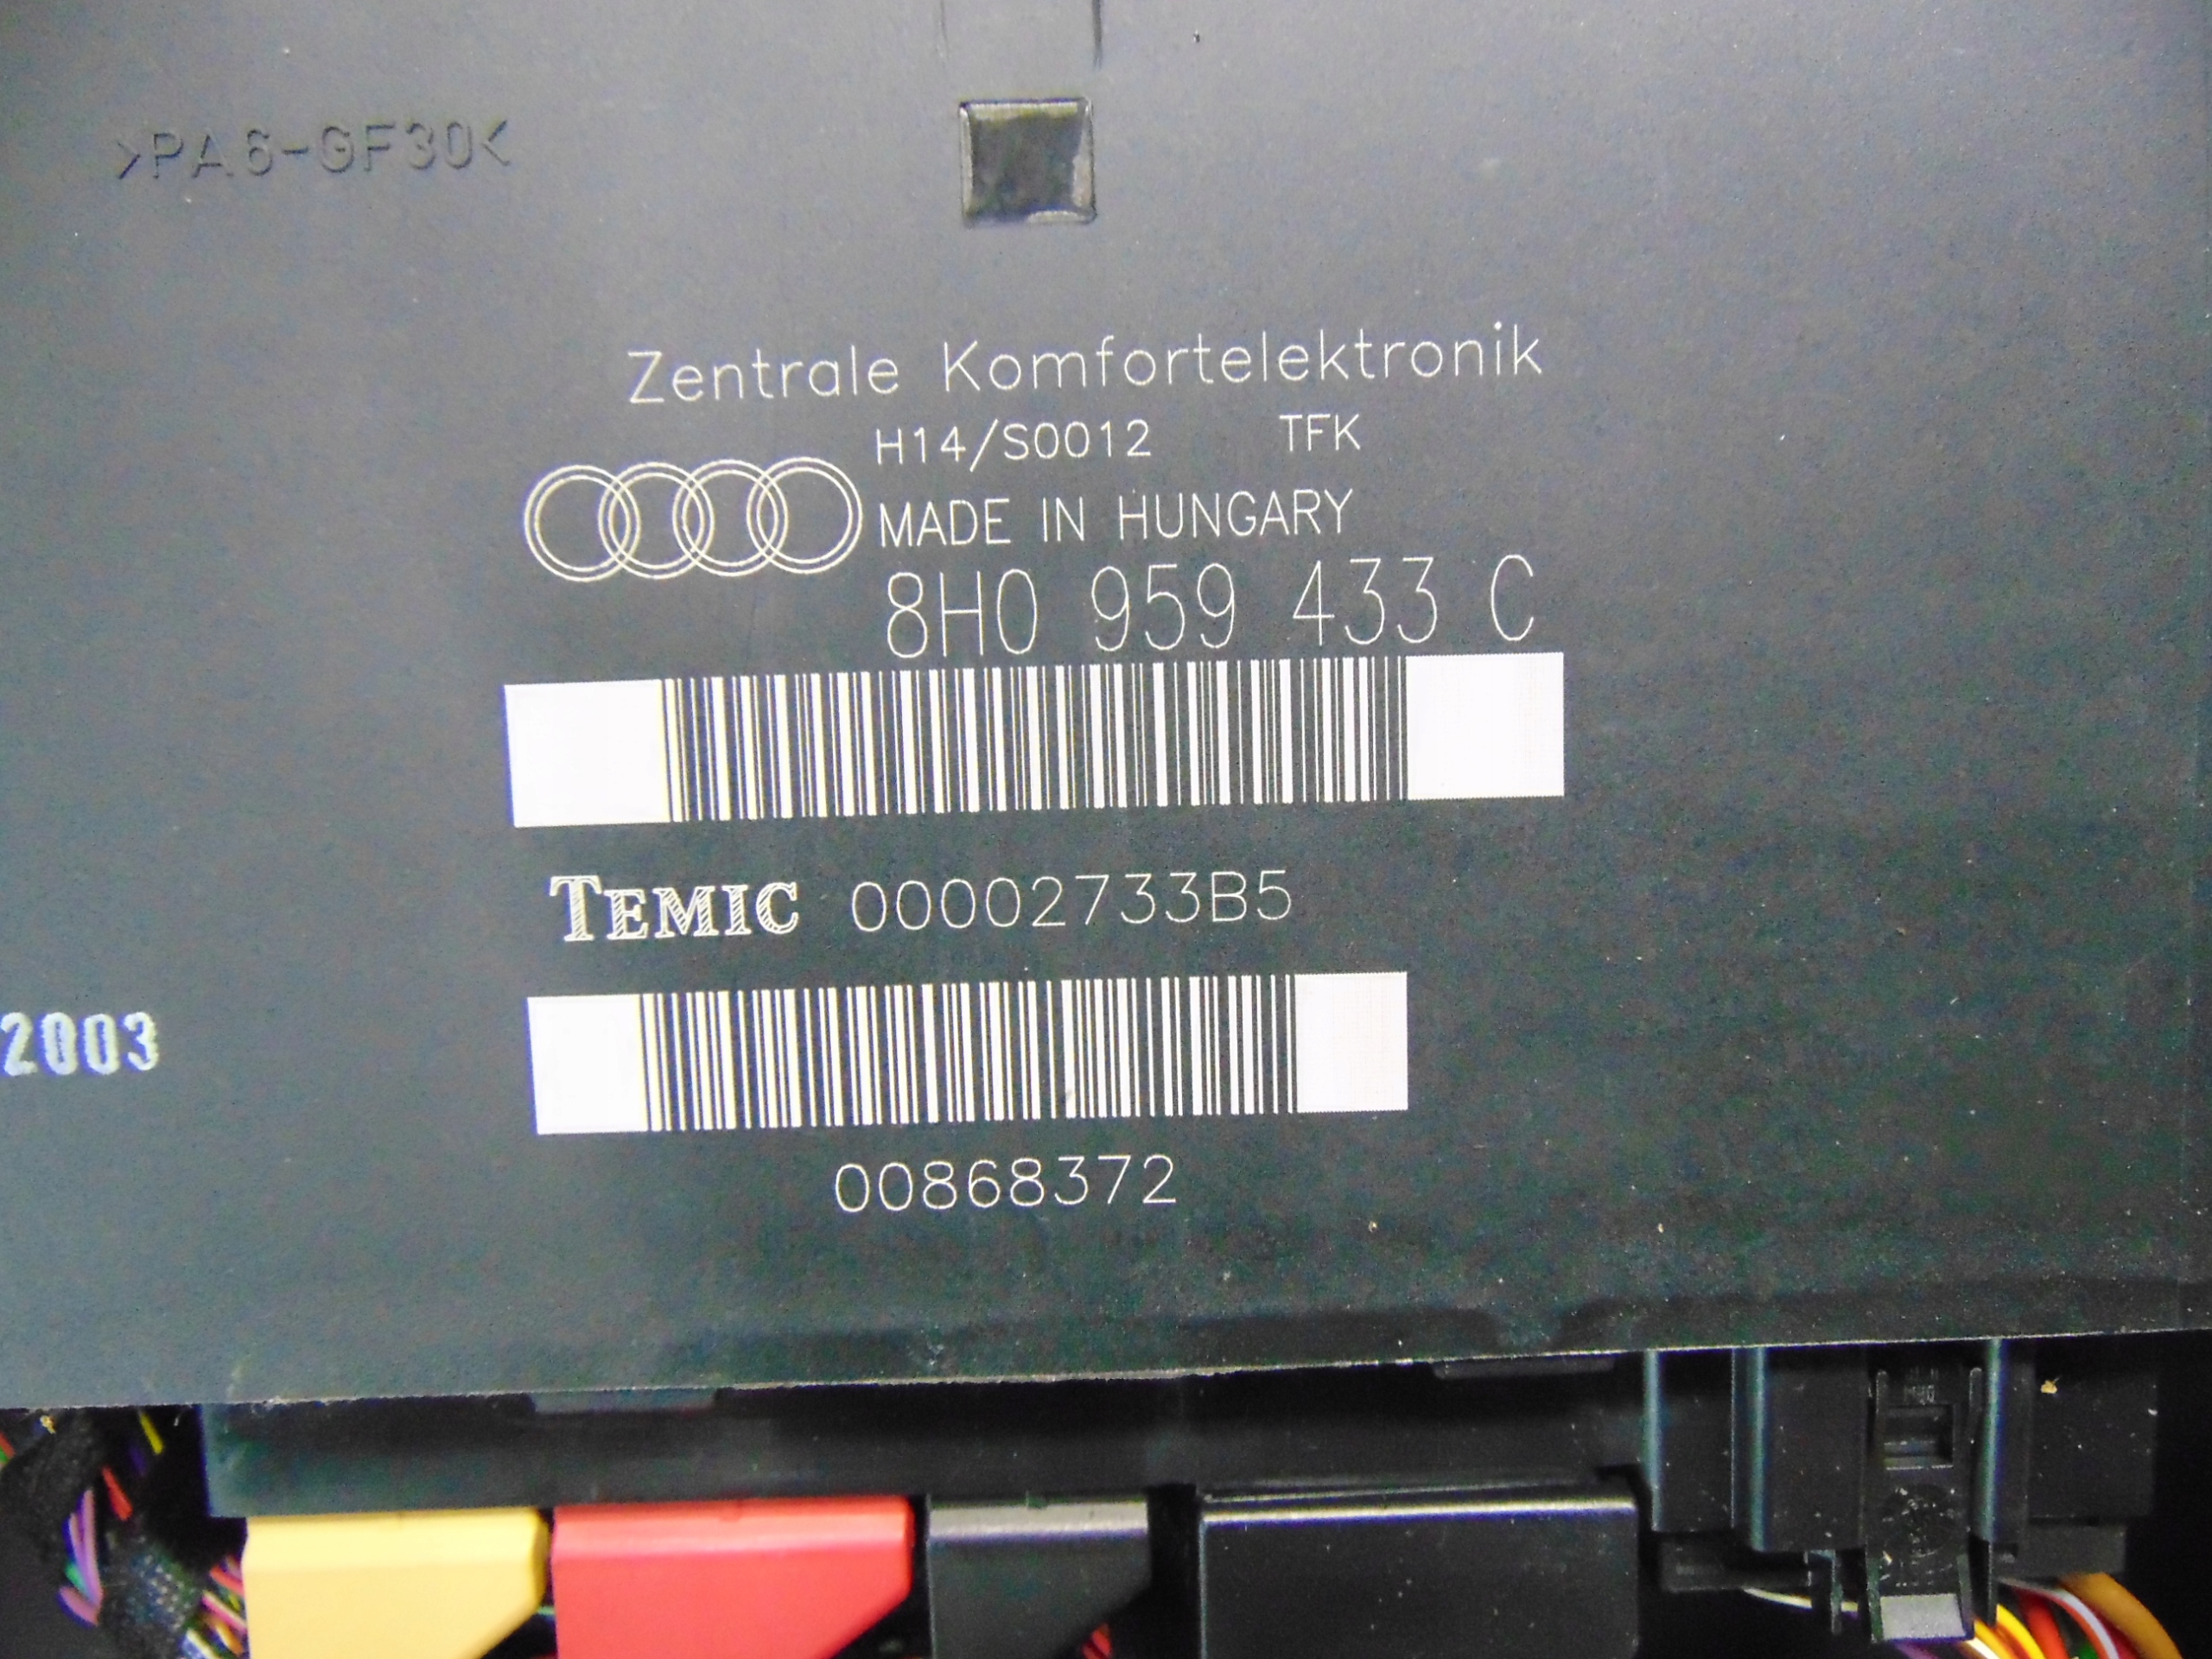 >PA6-GF30<
Zentrale Komfortelektronik
H14/S0012 TFK
MADE IN HUNGARY
8H0 959 433 C
TEMIC 00002733B5
2003
00868372